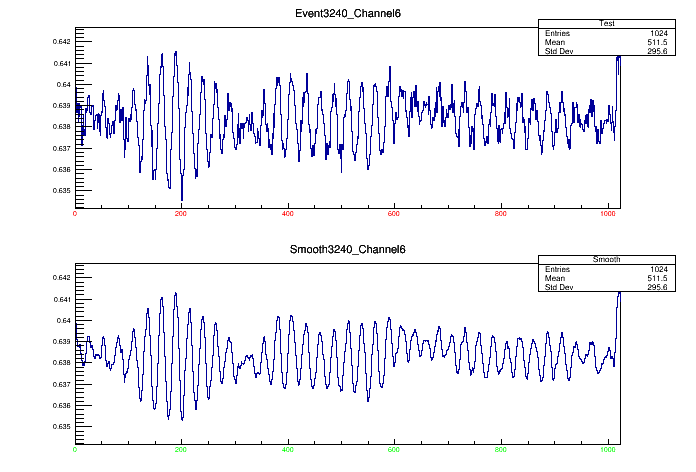 Event3240_Channel6
Test
Entries 1024
Mean 511.5
Std Dev 295.6
0.642
0.641
0.64
0.639
0.638
0.637
0.636
0.635
0 200 400 600 800 1000
Smooth3240_Channel6
Smooth
Entries 1024
Mean 511.5
Std Dev 295.6
0.642
0.641
0.64
0.639
0.638
0.637
0.636
0.635
0 200 400 600 800 1000